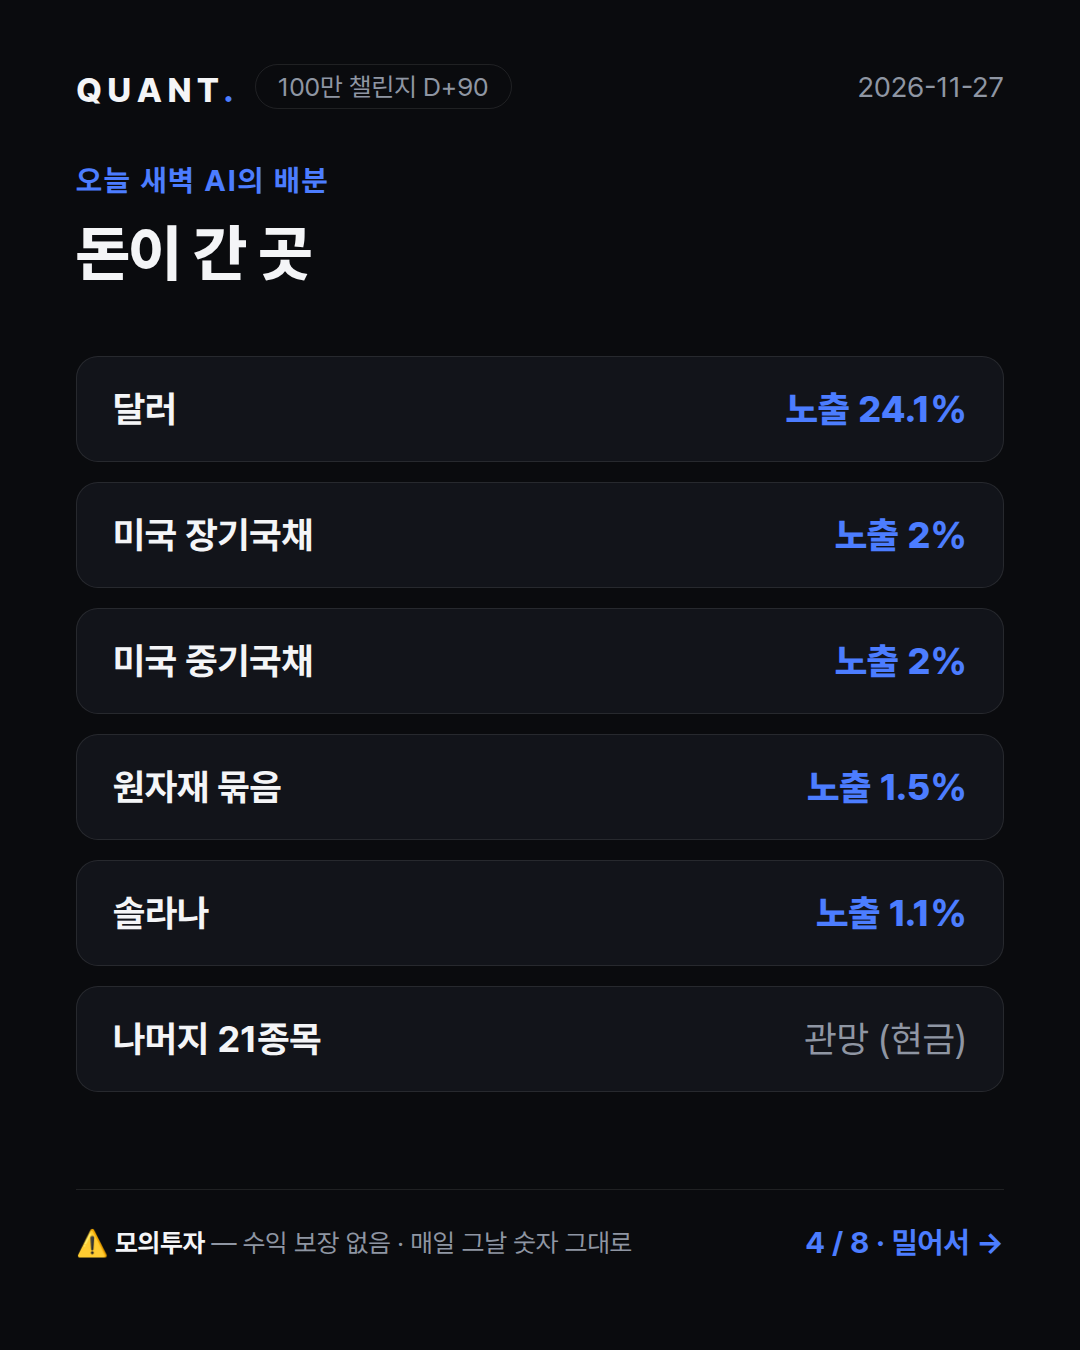 QUANT. 100만 챌린지 D+90 2026-11-27
오늘 새벽 AI의 배분
돈이 간 곳
달러 노출 24.1%
미국 장기국채 노출 2%
미국 중기국채 노출 2%
원자재 묶음 노출 1.5%
솔라나 노출 1.1%
나머지 21종목 관망 (현금)
⚠️ 모의투자 — 수익 보장 없음 · 매일 그날 숫자 그대로 4 / 8 · 밀어서 →